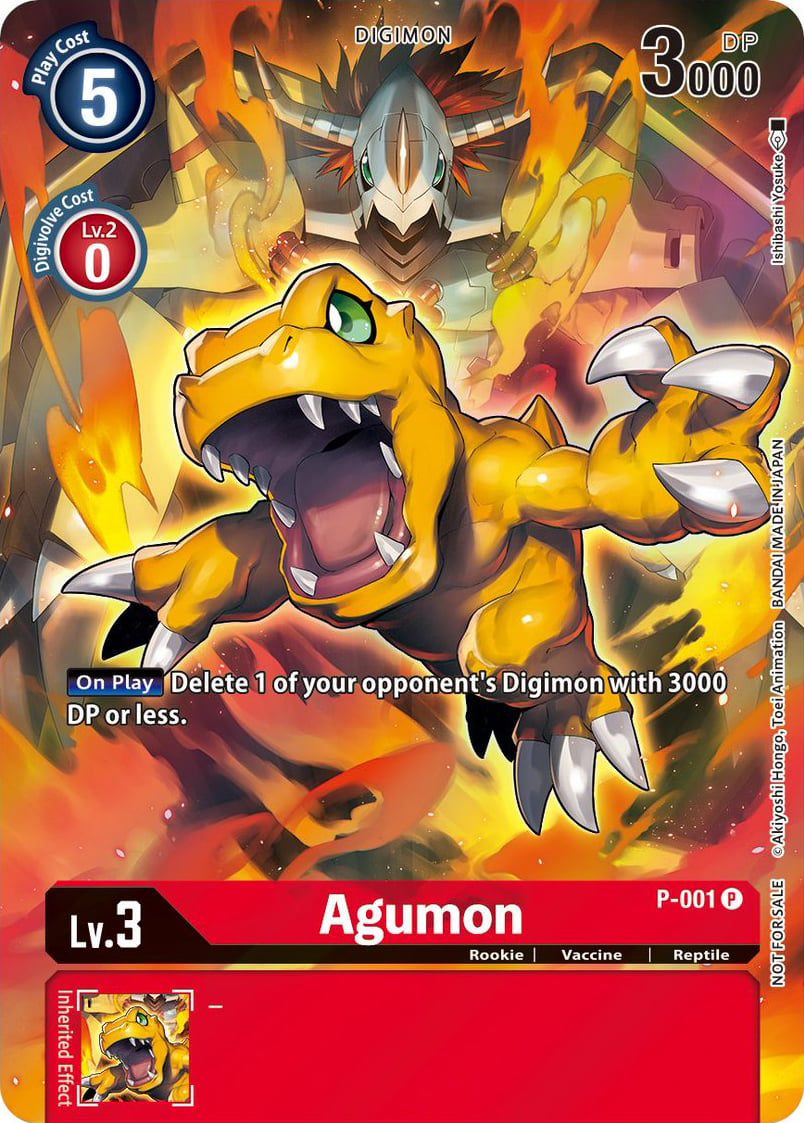 DIGIMON
Play Cost
5
3000
DP
Digivolve Cost
Lv.2
0
Ishibashi Yosuke
BANDAI MADE IN JAPAN
©Akiyoshi Hongo, Toei Animation
NOT FOR SALE
On Play Delete 1 of your opponent's Digimon with 3000
DP or less.
P-001 P
Lv.3
Agumon
Rookie | Vaccine | Reptile
Inherited Effect
–